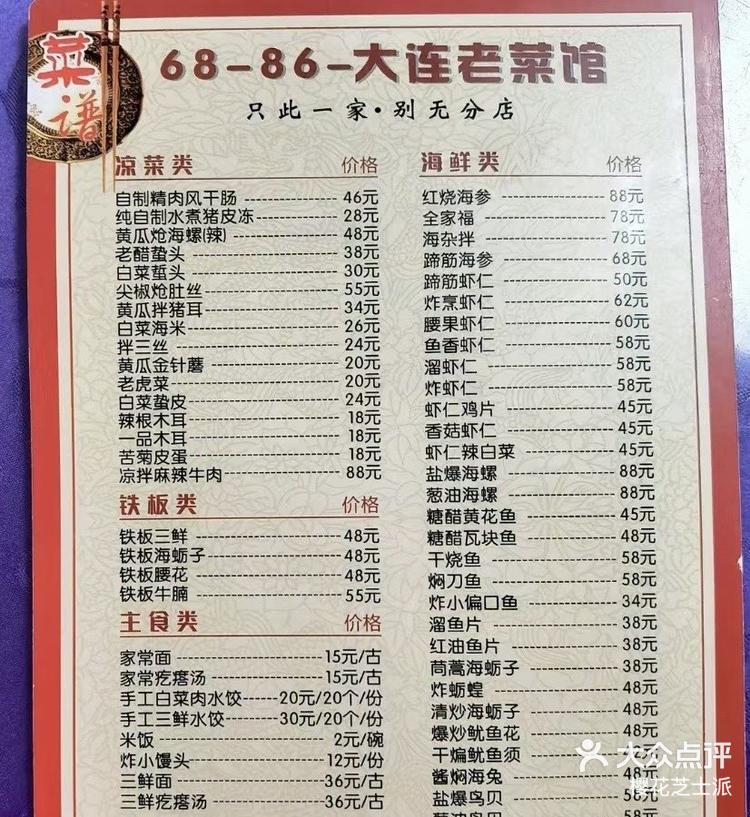 菜谱
68-86-大连老菜馆
只此一家·别无分店
凉菜类 价格
自制精肉风干肠 46元
纯自制水煮猪皮冻 28元
黄瓜炝海螺(辣) 48元
老醋蛰头 38元
白菜蜇头 30元
尖椒炝肚丝 55元
黄瓜拌猪耳 34元
白菜海米 26元
拌三丝 24元
黄瓜金针蘑 20元
老虎菜 20元
白菜蛰皮 24元
辣根木耳 18元
一品木耳 18元
苦菊皮蛋 18元
凉拌麻辣牛肉 88元
铁板类 价格
铁板三鲜 48元
铁板海蛎子 48元
铁板腰花 48元
铁板牛腩 55元
主食类 价格
家常面 15元/古
家常疙瘩汤 15元/古
手工白菜肉水饺 20元/20个/份
手工三鲜水饺 30元/20个/份
米饭 2元/碗
炸小馒头 12元/份
三鲜面 36元/古
三鲜疙瘩汤 36元/古
海鲜类 价格
红烧海参 88元
全家福 78元
海杂拌 78元
蹄筋海参 68元
蹄筋虾仁 50元
炸烹虾仁 62元
腰果虾仁 60元
鱼香虾仁 58元
溜虾仁 58元
炸虾仁 58元
虾仁鸡片 45元
香菇虾仁 45元
虾仁辣白菜 45元
盐爆海螺 88元
葱油海螺 88元
糖醋黄花鱼 45元
糖醋瓦块鱼 48元
干烧鱼 58元
焖刀鱼 58元
炸小偏口鱼 34元
溜鱼片 38元
红油鱼片 38元
茼蒿海蛎子 38元
炸蛎蝗 48元
清炒海蛎子 48元
爆炒鱿鱼花 48元
干煸鱿鱼须
酱焖海兔 48元
盐爆鸟贝 58元
葱油鸟贝
大众点评
樱花芝士派